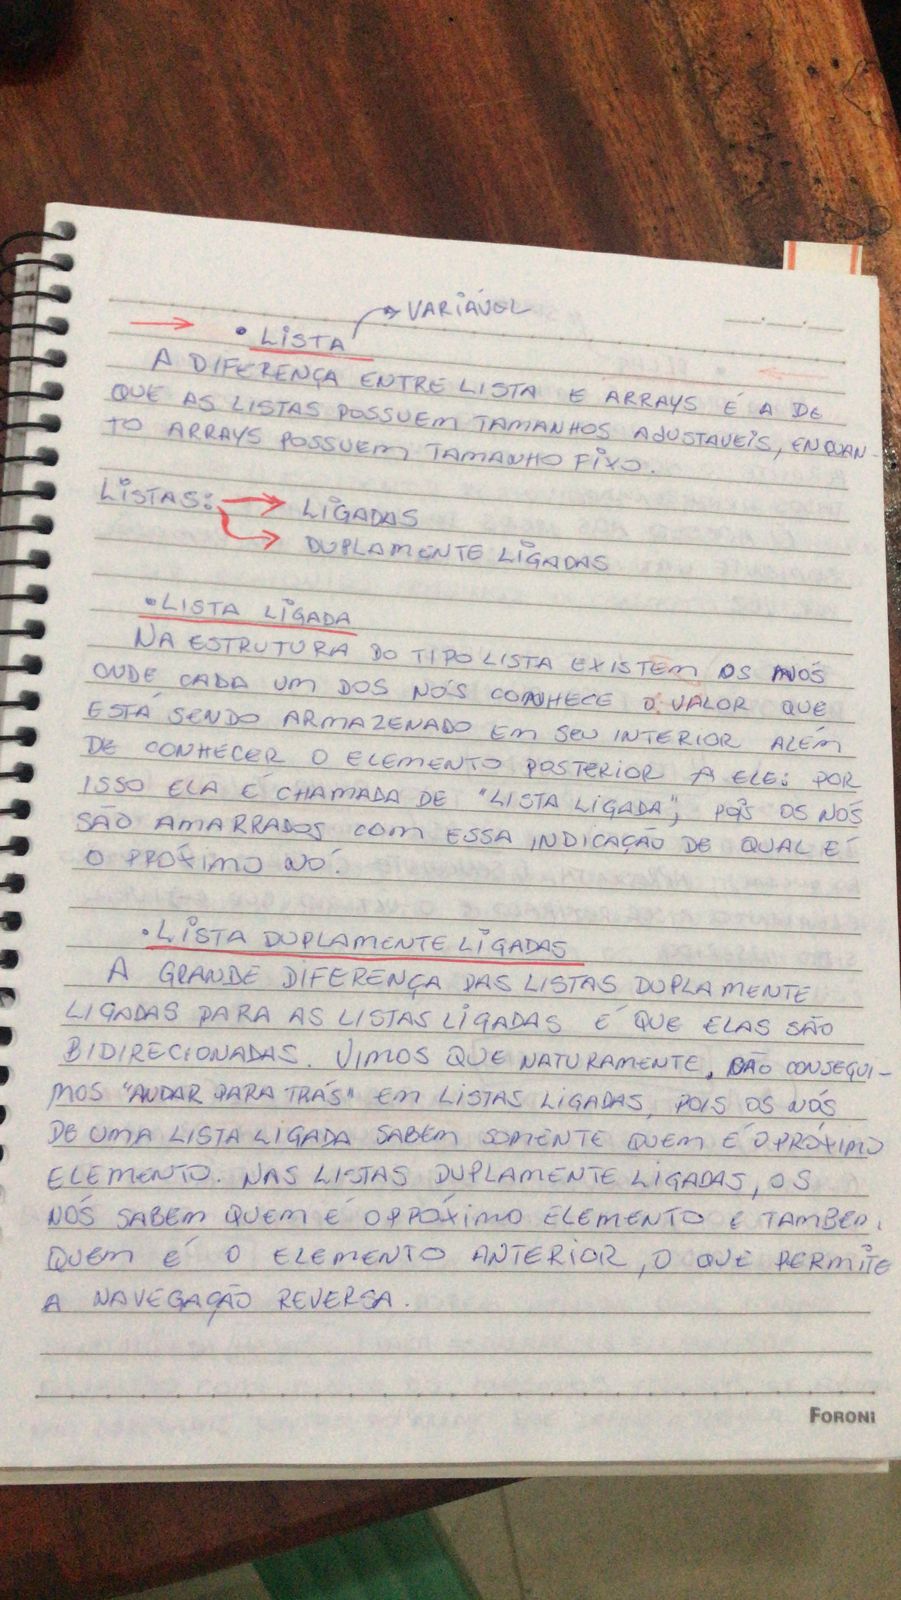 VARIÁVEL
• LISTA
A DIFERENÇA ENTRE LISTA E ARRAYS É A DE
QUE AS LISTAS POSSUEM TAMANHOS AJUSTAVEIS, ENQUAN-
TO ARRAYS POSSUEM TAMANHO FIXO.
LISTAS: LIGADAS
DUPLAMENTE LIGADAS
• LISTA LIGADA
NA ESTRUTURA DO TIPO LISTA EXISTEM OS NÓS
ONDE CADA UM DOS NÓS CONHECE O VALOR QUE
ESTÁ SENDO ARMAZENADO EM SEU INTERIOR ALÉM
DE CONHECER O ELEMENTO POSTERIOR A ELE: POR
ISSO ELA É CHAMADA DE "LISTA LIGADA", POIS OS NÓS
SÃO AMARRADOS COM ESSA INDICAÇÃO DE QUAL É
O PRÓXIMO NÓ.
• LISTA DUPLAMENTE LIGADAS
A GRANDE DIFERENÇA DAS LISTAS DUPLAMENTE
LIGADAS PARA AS LISTAS LIGADAS É QUE ELAS SÃO
BIDIRECIONADAS. VIMOS QUE NATURAMENTE, NÃO CONSEGUI-
MOS "ANDAR PARA TRÁS" EM LISTAS LIGADAS, POIS OS NÓS
DE UMA LISTA LIGADA SABEM SOMENTE QUEM É O PRÓXIMO
ELEMENTO. NAS LISTAS DUPLAMENTE LIGADAS, OS
NÓS SABEM QUEM É O PRÓXIMO ELEMENTO E TAMBEM,
QUEM É O ELEMENTO ANTERIOR, O QUE PERMITE
A NAVEGAÇÃO REVERSA.
FORONI